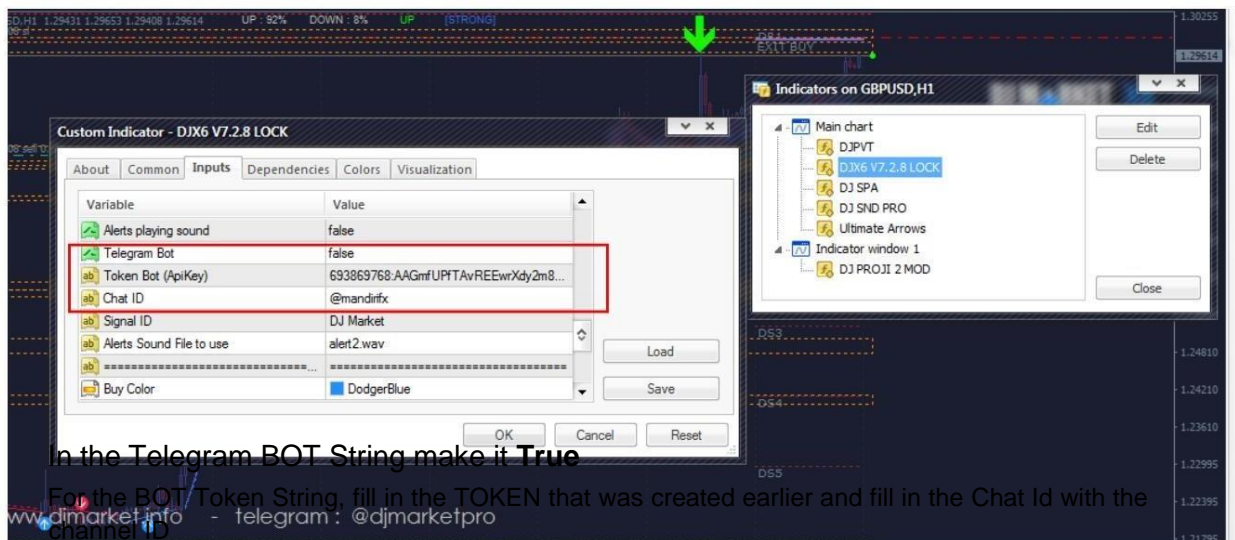 SD,H1 1.29431 1.29653 1.29408 1.29614 UP : 92% DOWN : 8% UP [STRONG]
1.30255
EXIT BUY
1.29614
Indicators on GBPUSD,H1
Main chart
DJPVT
DJX6 V7.2.8 LOCK
DJ SPA
DJ SND PRO
Ultimate Arrows
Indicator window 1
DJ PROJI 2 MOD
Edit
Delete
Close
Custom Indicator - DJX6 V7.2.8 LOCK
About Common Inputs Dependencies Colors Visualization
Variable Value
Alerts playing sound false
Telegram Bot false
Token Bot (ApiKey) 693869768:AAGmfUPfTAvREEwrXdy2m8...
Chat ID @mandirifx
Signal ID DJ Market
Alerts Sound File to use alert2.wav
==============================... ==================================
Buy Color DodgerBlue
Load
Save
OK Cancel Reset
DS3
1.24810
1.24210
DS4
1.23610
1.22995
DS5
1.22395
1.21795
In the Telegram BOT String make it True
For the BOT Token String, fill in the TOKEN that was created earlier and fill in the Chat Id with the
channel ID
www.djmarket.info - telegram : @djmarketpro